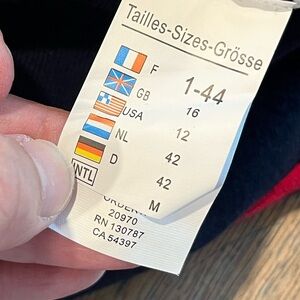 Tailles-Sizes-Grösse
F 1-44
GB 16
USA 12
NL 42
D 42
INTL M
20970
RN 130787
CA 54397